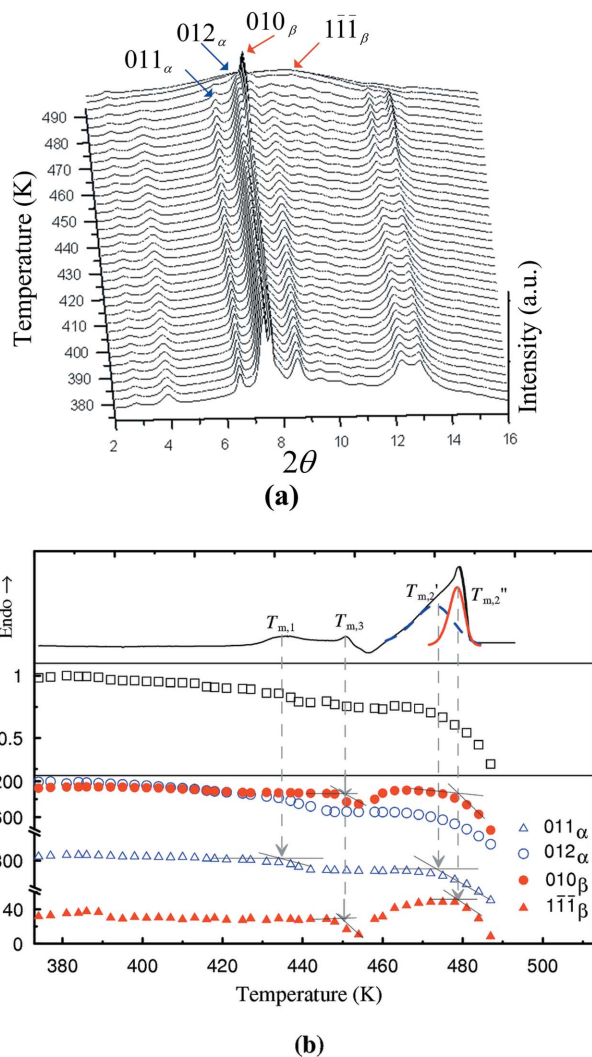 010β
012α
11̄1̄β
011α
490
480
470
460
450
440
430
420
410
400
390
380
Temperature (K)
Intensity (a.u.)
2 4 6 8 10 12 14 16
2θ
(a)
Endo →
Tm,2'
Tm,2"
Tm,1
Tm,3
1
0.5
200
600
300
40
0
011α
012α
010β
11̄1̄β
380 400 420 440 460 480 500
Temperature (K)
(b)